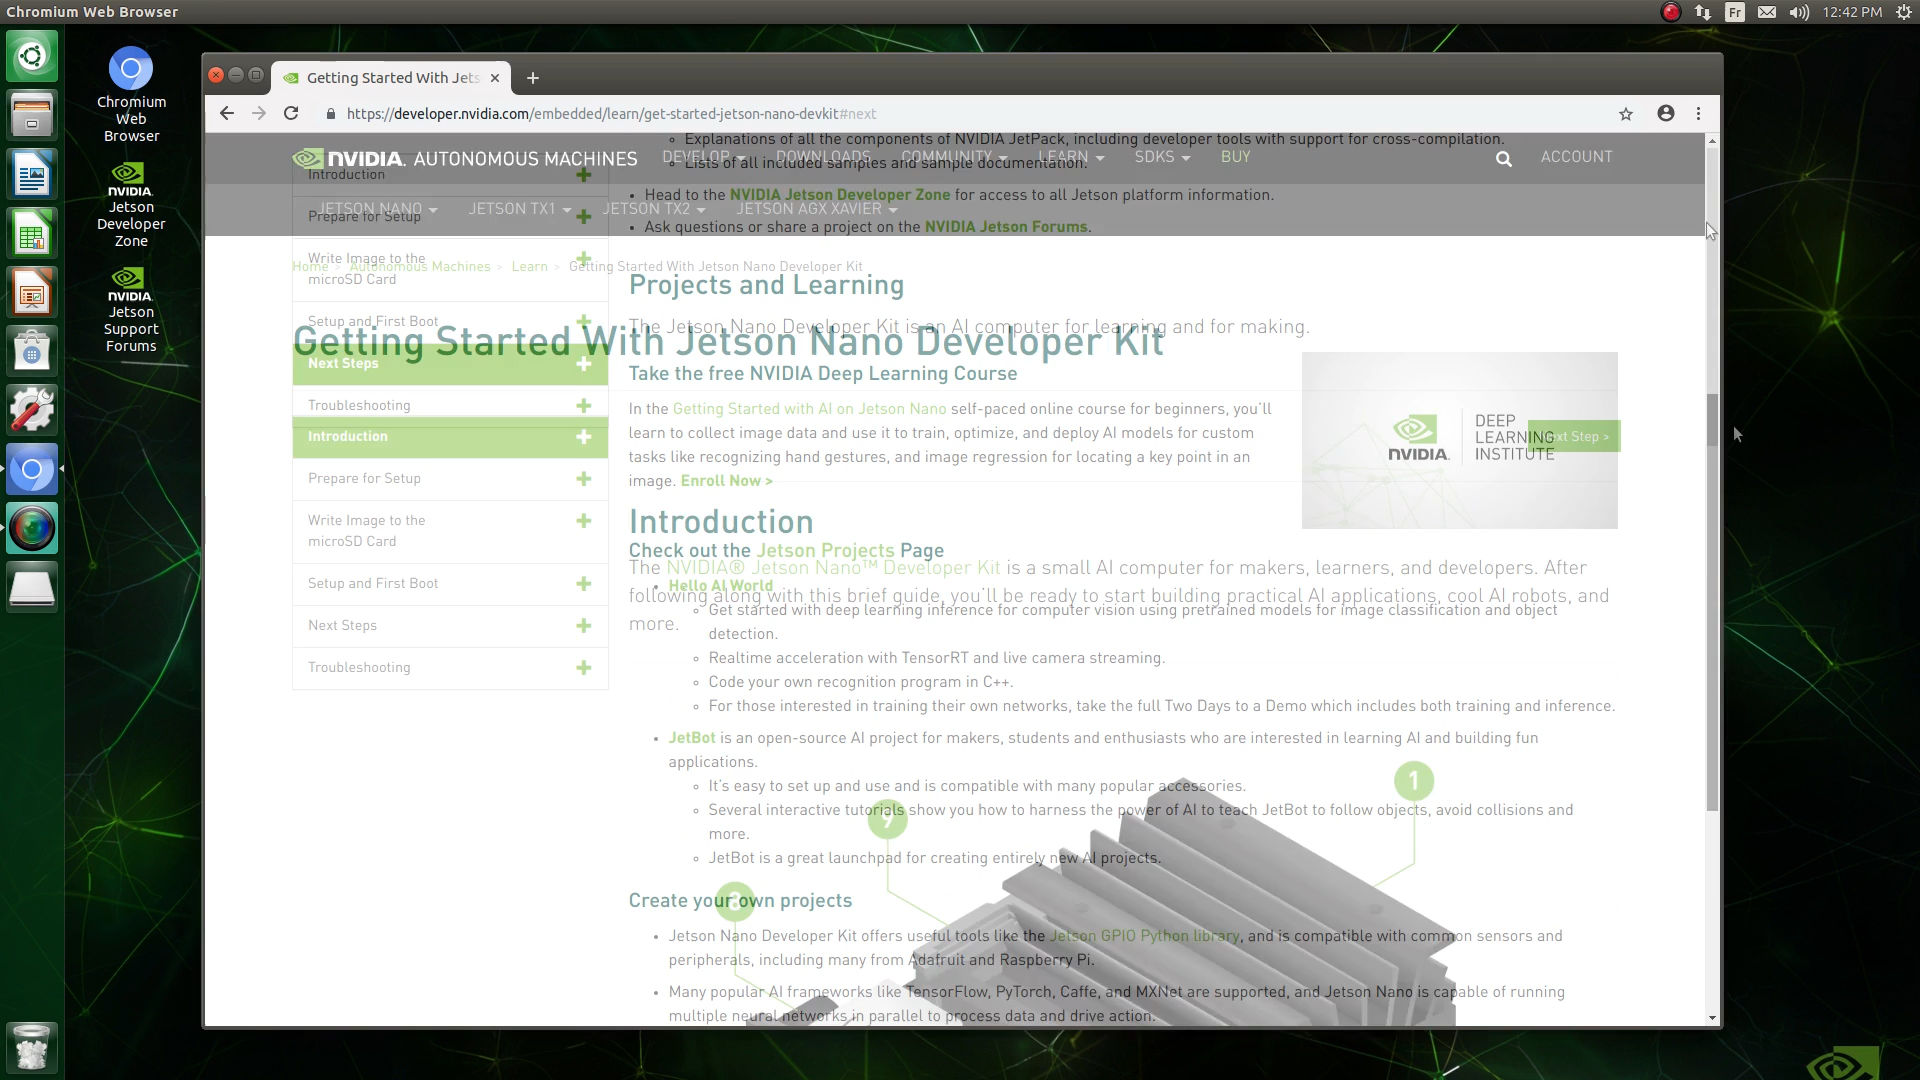 Chromium Web Browser
Fr
12:42 PM
Chromium
Web
Browser
NVIDIA.
Jetson
Developer
Zone
NVIDIA.
Jetson
Support
Forums
Getting Started With Jets
https://developer.nvidia.com/embedded/learn/get-started-jetson-nano-devkit#next
Explanations of all the components of NVIDIA JetPack, including developer tools with support for cross-compilation.
NVIDIA. AUTONOMOUS MACHINES DEVELOP DOWNLOADS COMMUNITY LEARN SDKS BUY ACCOUNT
Lists of all included samples and sample documentation.
Introduction
Head to the NVIDIA Jetson Developer Zone for access to all Jetson platform information.
JETSON NANO JETSON TX1 JETSON TX2 JETSON AGX XAVIER
Prepare for Setup
Ask questions or share a project on the NVIDIA Jetson Forums.
Write Image to the
microSD Card
Home > Autonomous Machines > Learn > Getting Started With Jetson Nano Developer Kit
Projects and Learning
Setup and First Boot
The Jetson Nano Developer Kit is an AI computer for learning and for making.
Getting Started With Jetson Nano Developer Kit
Next Steps
Take the free NVIDIA Deep Learning Course
Troubleshooting
In the Getting Started with AI on Jetson Nano self-paced online course for beginners, you'll
learn to collect image data and use it to train, optimize, and deploy AI models for custom
tasks like recognizing hand gestures, and image regression for locating a key point in an
image. Enroll Now >
NVIDIA.
DEEP
LEARNING
INSTITUTE
Next Step >
Introduction
Prepare for Setup
Write Image to the
microSD Card
Setup and First Boot
Next Steps
Troubleshooting
Introduction
Check out the Jetson Projects Page
The NVIDIA® Jetson Nano™ Developer Kit is a small AI computer for makers, learners, and developers. After
following along with this brief guide, you'll be ready to start building practical AI applications, cool AI robots, and
more.
Hello AI World
Get started with deep learning inference for computer vision using pretrained models for image classification and object
detection.
Realtime acceleration with TensorRT and live camera streaming.
Code your own recognition program in C++.
For those interested in training their own networks, take the full Two Days to a Demo which includes both training and inference.
JetBot is an open-source AI project for makers, students and enthusiasts who are interested in learning AI and building fun
applications.
It's easy to set up and use and is compatible with many popular accessories.
Several interactive tutorials show you how to harness the power of AI to teach JetBot to follow objects, avoid collisions and
more.
JetBot is a great launchpad for creating entirely new AI projects.
1
9
8
Create your own projects
Jetson Nano Developer Kit offers useful tools like the Jetson GPIO Python library, and is compatible with common sensors and
peripherals, including many from Adafruit and Raspberry Pi.
Many popular AI frameworks like TensorFlow, PyTorch, Caffe, and MXNet are supported, and Jetson Nano is capable of running
multiple neural networks in parallel to process data and drive action.